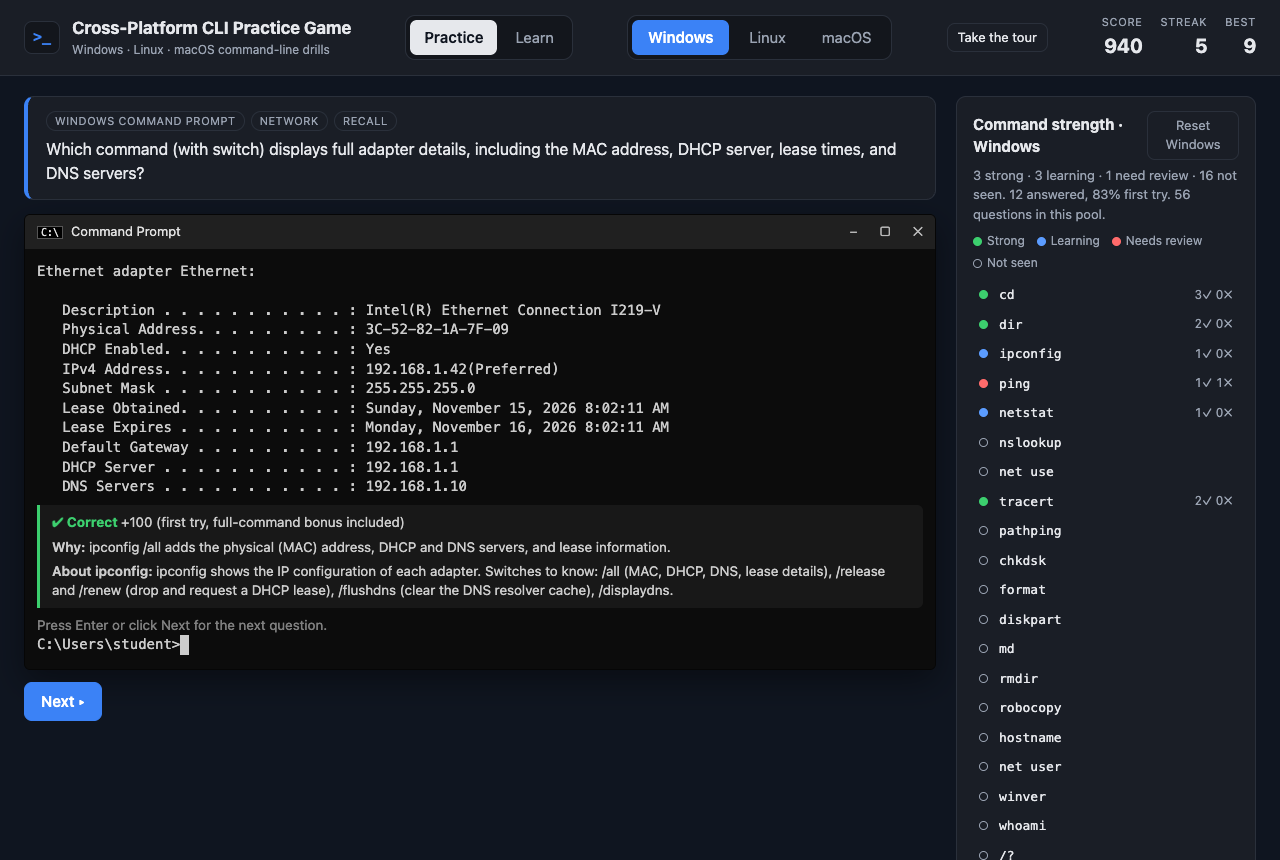 >_
Cross-Platform CLI Practice Game
Windows · Linux · macOS command-line drills
Practice
Learn
Windows
Linux
macOS
Take the tour
SCORE
940
STREAK
5
BEST
9
WINDOWS COMMAND PROMPT
NETWORK
RECALL
Which command (with switch) displays full adapter details, including the MAC address, DHCP server, lease times, and
DNS servers?
C:\ Command Prompt
Ethernet adapter Ethernet:
Description . . . . . . . . . . . : Intel(R) Ethernet Connection I219-V
Physical Address. . . . . . . . . : 3C-52-82-1A-7F-09
DHCP Enabled. . . . . . . . . . . : Yes
IPv4 Address. . . . . . . . . . . : 192.168.1.42(Preferred)
Subnet Mask . . . . . . . . . . . : 255.255.255.0
Lease Obtained. . . . . . . . . . : Sunday, November 15, 2026 8:02:11 AM
Lease Expires . . . . . . . . . . : Monday, November 16, 2026 8:02:11 AM
Default Gateway . . . . . . . . . : 192.168.1.1
DHCP Server . . . . . . . . . . . : 192.168.1.1
DNS Servers . . . . . . . . . . . : 192.168.1.10
✔ Correct +100 (first try, full-command bonus included)
Why: ipconfig /all adds the physical (MAC) address, DHCP and DNS servers, and lease information.
About ipconfig: ipconfig shows the IP configuration of each adapter. Switches to know: /all (MAC, DHCP, DNS, lease details), /release
and /renew (drop and request a DHCP lease), /flushdns (clear the DNS resolver cache), /displaydns.
Press Enter or click Next for the next question.
C:\Users\student>
Next ▸
Command strength ·
Windows
Reset
Windows
3 strong · 3 learning · 1 need review · 16 not
seen. 12 answered, 83% first try. 56
questions in this pool.
Strong
Learning
Needs review
Not seen
cd 3✓ 0✕
dir 2✓ 0✕
ipconfig 1✓ 0✕
ping 1✓ 1✕
netstat 1✓ 0✕
nslookup
net use
tracert 2✓ 0✕
pathping
chkdsk
format
diskpart
md
rmdir
robocopy
hostname
net user
winver
whoami
/?